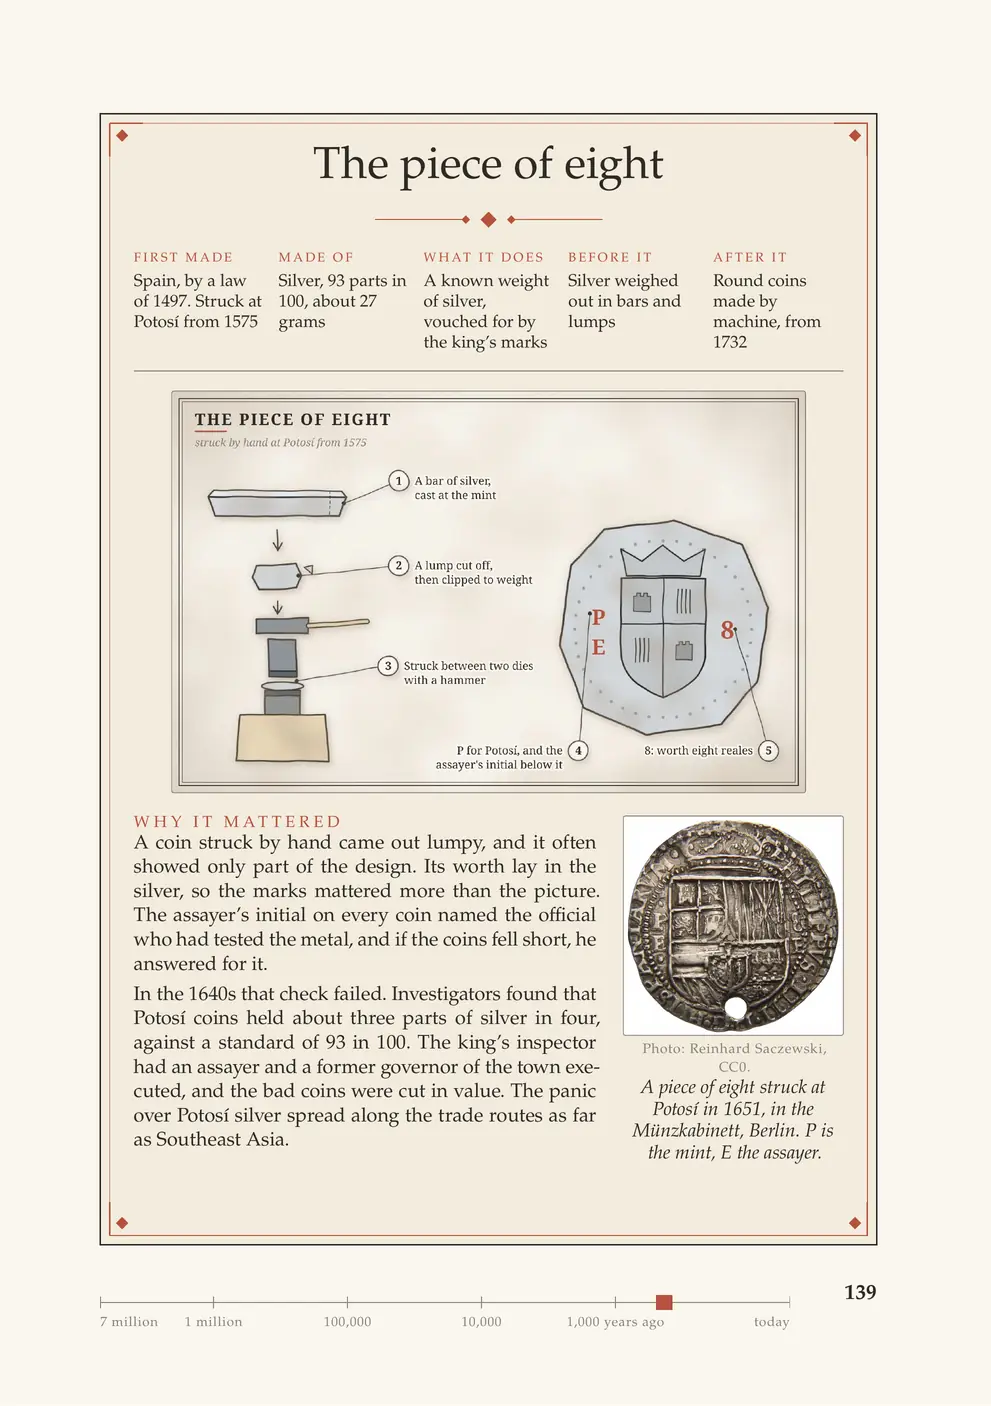 The piece of eight
FIRST MADE
Spain, by a law
of 1497. Struck at
Potosí from 1575
MADE OF
Silver, 93 parts in
100, about 27
grams
WHAT IT DOES
A known weight
of silver,
vouched for by
the king's marks
BEFORE IT
Silver weighed
out in bars and
lumps
AFTER IT
Round coins
made by
machine, from
1732
THE PIECE OF EIGHT
struck by hand at Potosí from 1575
1 A bar of silver,
cast at the mint
2 A lump cut off,
then clipped to weight
3 Struck between two dies
with a hammer
P
E
8
P for Potosí, and the 4
assayer's initial below it
8: worth eight reales 5
WHY IT MATTERED
A coin struck by hand came out lumpy, and it often
showed only part of the design. Its worth lay in the
silver, so the marks mattered more than the picture.
The assayer's initial on every coin named the official
who had tested the metal, and if the coins fell short, he
answered for it.
In the 1640s that check failed. Investigators found that
Potosí coins held about three parts of silver in four,
against a standard of 93 in 100. The king's inspector
had an assayer and a former governor of the town exe-
cuted, and the bad coins were cut in value. The panic
over Potosí silver spread along the trade routes as far
as Southeast Asia.
Photo: Reinhard Saczewski,
CC0.
A piece of eight struck at
Potosí in 1651, in the
Münzkabinett, Berlin. P is
the mint, E the assayer.
139
7 million 1 million 100,000 10,000 1,000 years ago today